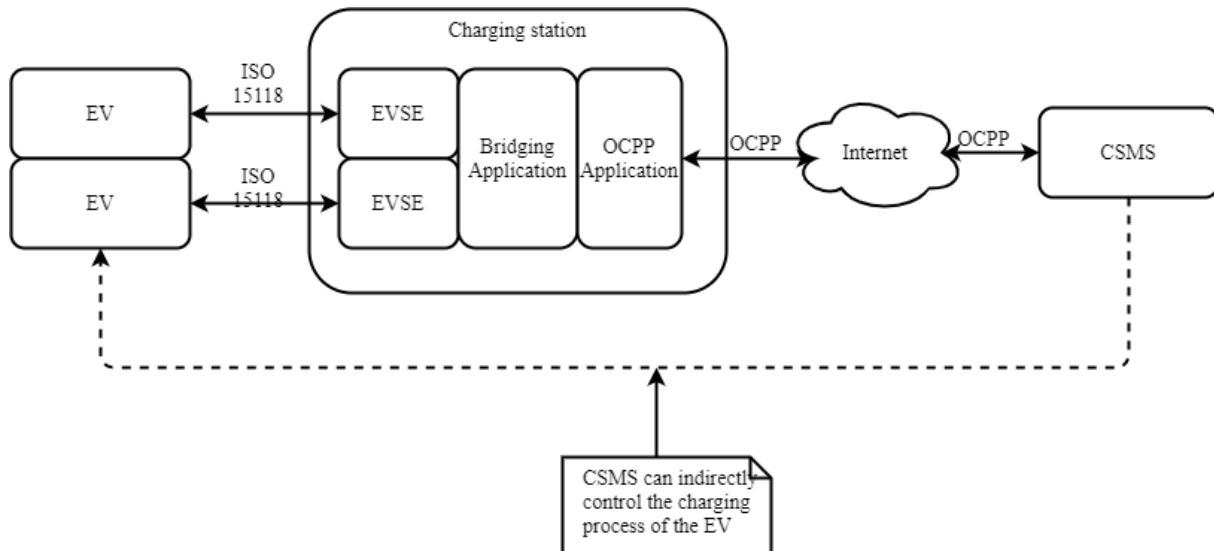 Charging station
ISO
15118
EV
EVSE
Bridging
Application
OCPP
Application
OCPP
Internet
OCPP
CSMS
ISO
15118
EV
EVSE
CSMS can indirectly
control the charging
process of the EV